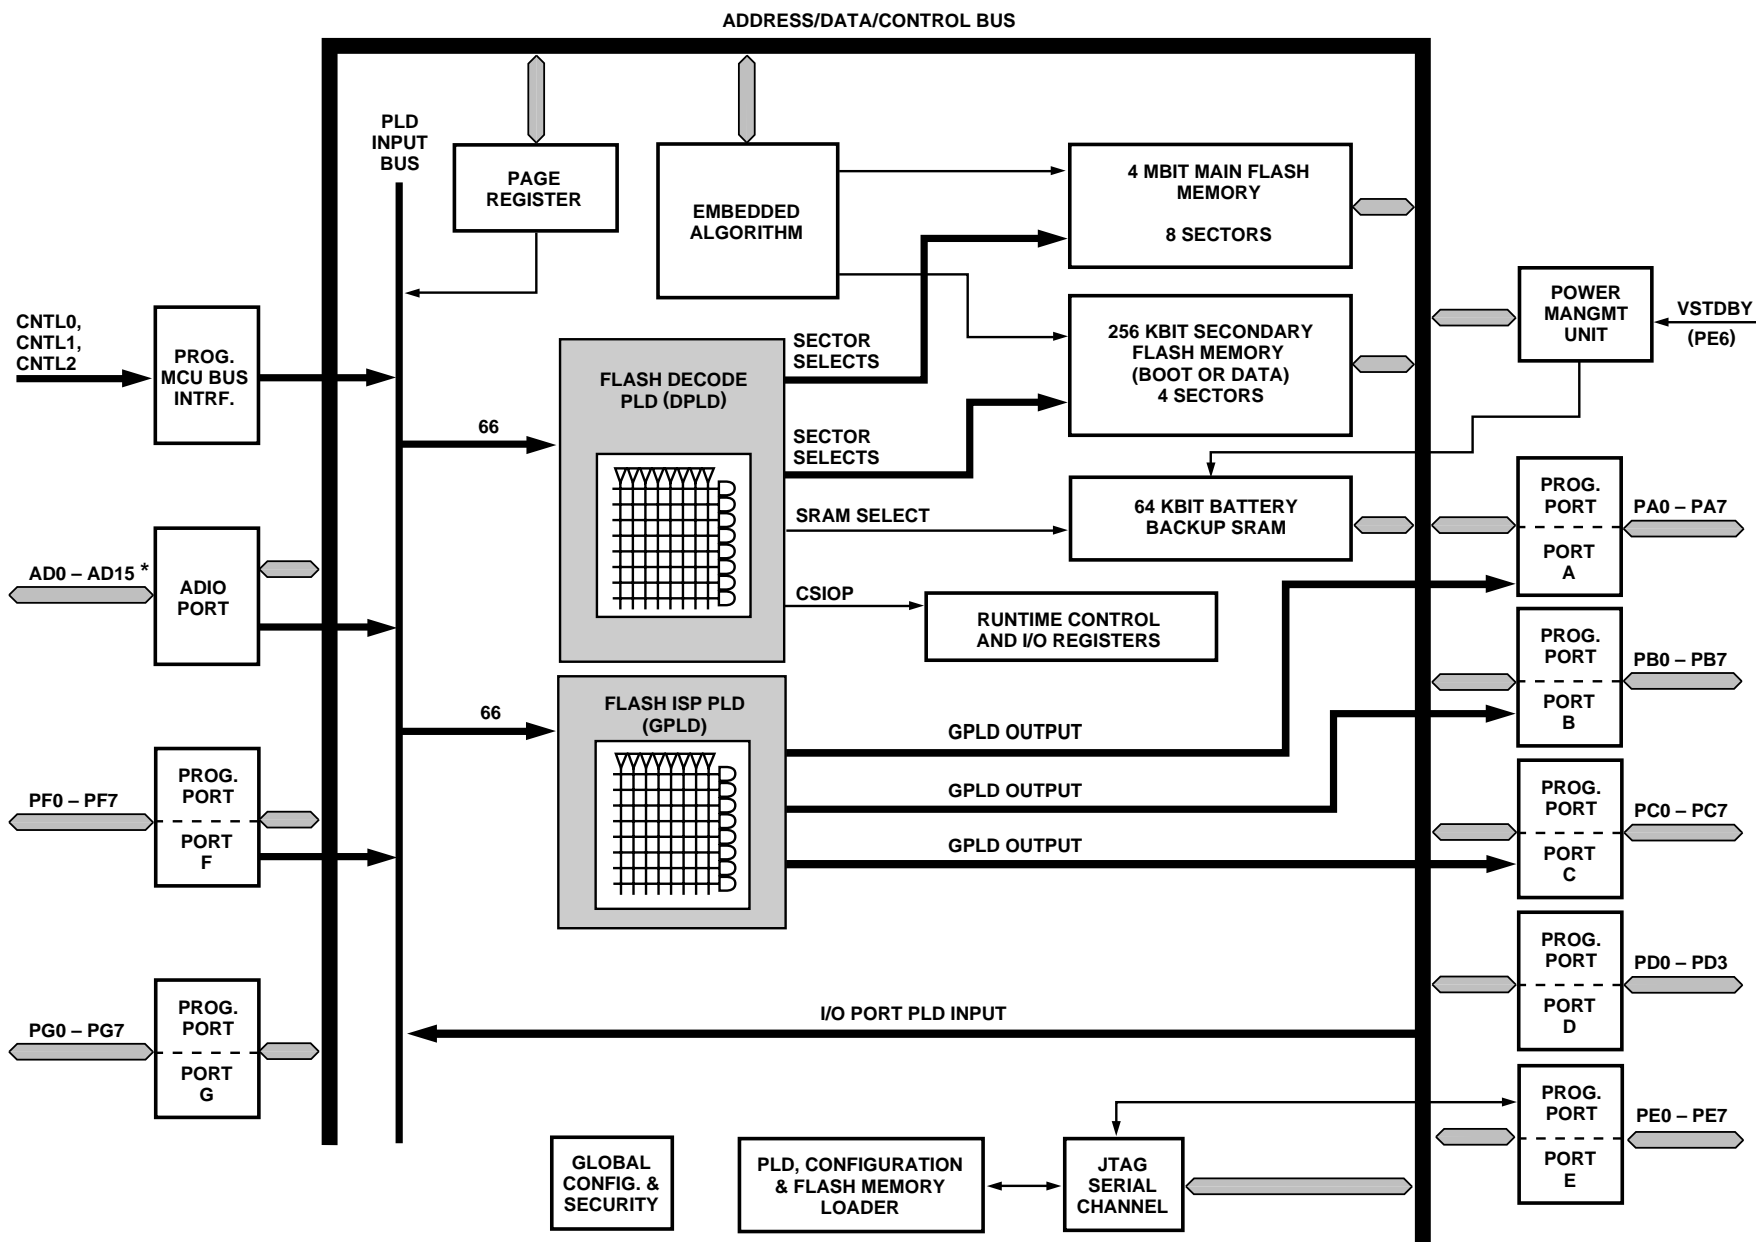 ADDRESS/DATA/CONTROL BUS
PLD
INPUT
BUS
PAGE
REGISTER
EMBEDDED
ALGORITHM
4 MBIT MAIN FLASH
MEMORY
8 SECTORS
POWER
MANGMT
UNIT
VSTDBY
(PE6)
CNTL0,
CNTL1,
CNTL2
PROG.
MCU BUS
INTRF.
256 KBIT SECONDARY
FLASH MEMORY
(BOOT OR DATA)
4 SECTORS
SECTOR
SELECTS
FLASH DECODE
PLD (DPLD)
66
SECTOR
SELECTS
64 KBIT BATTERY
BACKUP SRAM
SRAM SELECT
PROG.
PORT
PORT
A
PA0 – PA7
AD0 – AD15 *
ADIO
PORT
CSIOP
RUNTIME CONTROL
AND I/O REGISTERS
PROG.
PORT
PORT
B
PB0 – PB7
66
FLASH ISP PLD
(GPLD)
GPLD OUTPUT
GPLD OUTPUT
GPLD OUTPUT
PF0 – PF7
PROG.
PORT
PORT
F
PROG.
PORT
PORT
C
PC0 – PC7
PROG.
PORT
PORT
D
PD0 – PD3
PG0 – PG7
PROG.
PORT
PORT
G
I/O PORT PLD INPUT
PROG.
PORT
PORT
E
PE0 – PE7
GLOBAL
CONFIG. &
SECURITY
PLD, CONFIGURATION
& FLASH MEMORY
LOADER
JTAG
SERIAL
CHANNEL